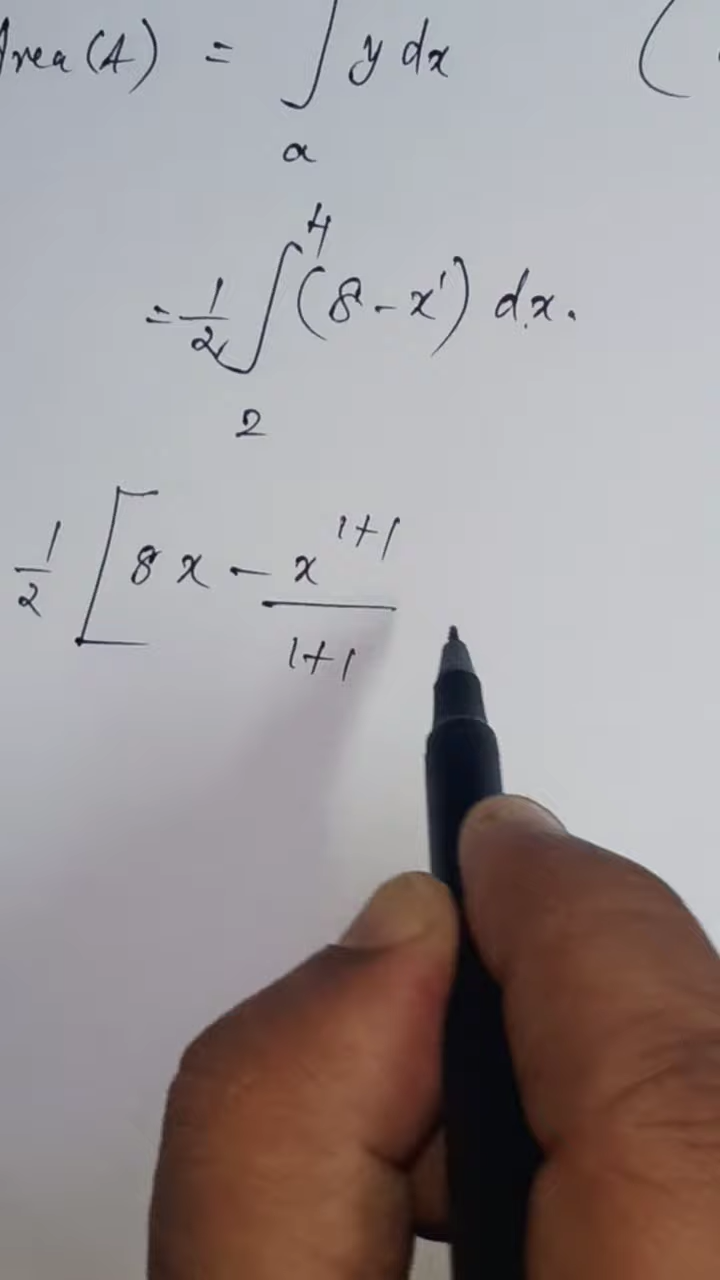 Area (A) = ∫ y dx (
a
= 1/2 ∫ (8 - x¹) dx.
4
2
1/2 [ 8x - x^(1+1) / (1+1)